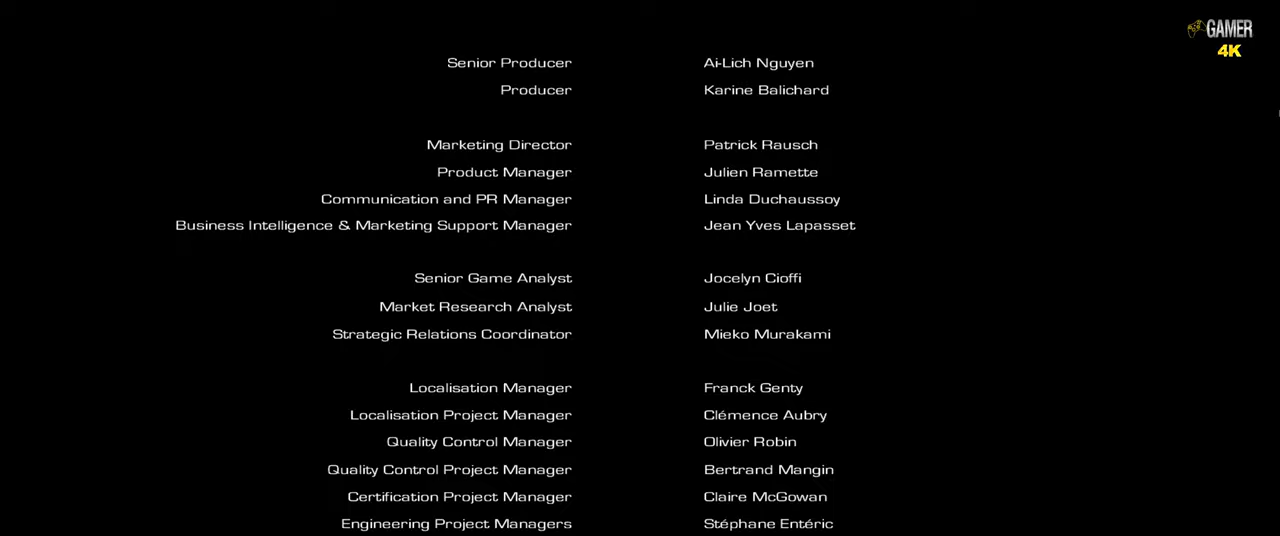 GAMER
4K
Senior Producer Ai-Lich Nguyen
Producer Karine Balichard
Marketing Director Patrick Rausch
Product Manager Julien Ramette
Communication and PR Manager Linda Duchaussoy
Business Intelligence & Marketing Support Manager Jean Yves Lapasset
Senior Game Analyst Jocelyn Cioffi
Market Research Analyst Julie Joet
Strategic Relations Coordinator Mieko Murakami
Localisation Manager Franck Genty
Localisation Project Manager Clémence Aubry
Quality Control Manager Olivier Robin
Quality Control Project Manager Bertrand Mangin
Certification Project Manager Claire McGowan
Engineering Project Managers Stéphane Entéric